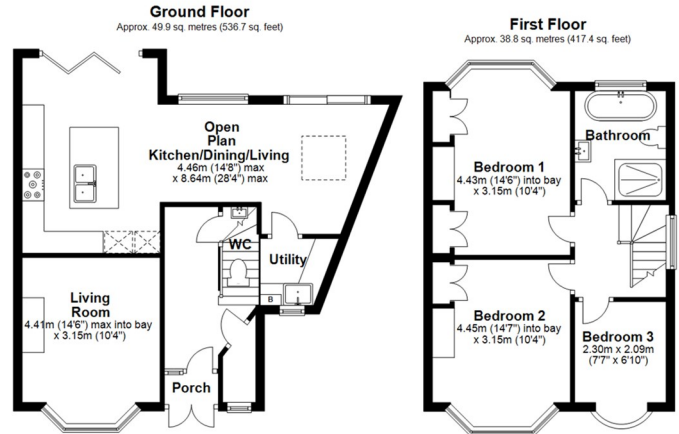 Ground Floor
Approx. 49.9 sq. metres (536.7 sq. feet)
Open
Plan
Kitchen/Dining/Living
4.46m (14'8") max
x 8.64m (28'4") max
WC
Utility
B
Living
Room
4.41m (14'6") max into bay
x 3.15m (10'4")
Porch
First Floor
Approx. 38.8 sq. metres (417.4 sq. feet)
Bathroom
Bedroom 1
4.43m (14'6") into bay
x 3.15m (10'4")
Bedroom 2
4.45m (14'7") into bay
x 3.15m (10'4")
Bedroom 3
2.30m x 2.09m
(7'7" x 6'10")